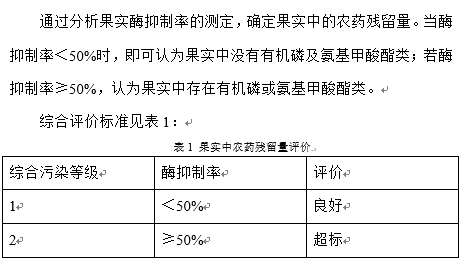 通过分析果实酶抑制率的测定，确定果实中的农药残留量。当酶
抑制率＜50%时，即可认为果实中没有有机磷及氨基甲酸酯类；若酶
抑制率≥50%，认为果实中存在有机磷或氨基甲酸酯类。
综合评价标准见表 1：
表 1 果实中农药残留量评价
综合污染等级 酶抑制率 评价
1 ＜50% 良好
2 ≥50% 超标